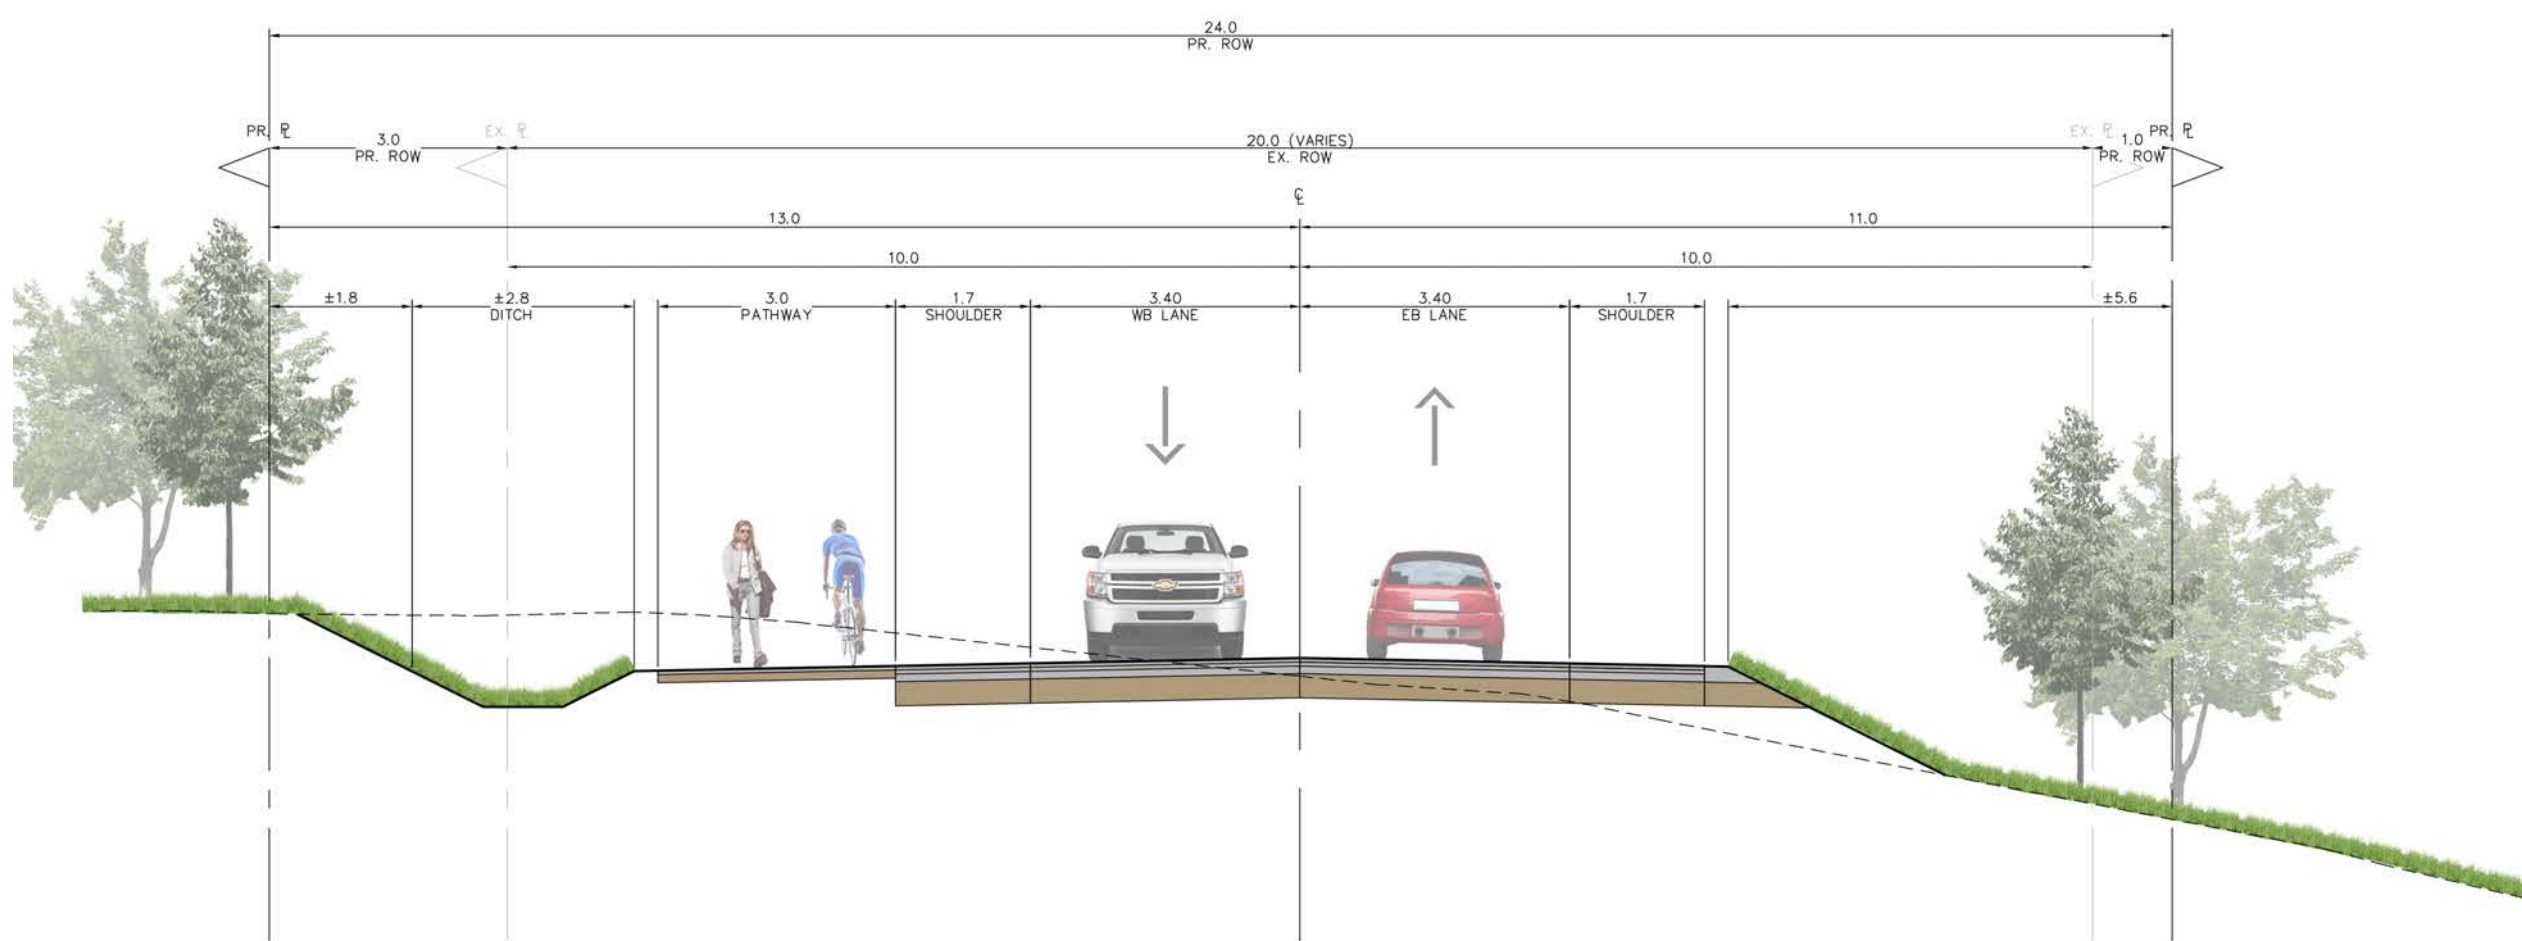 24.0
PR. ROW
PR. ⅊
3.0
PR. ROW
EX. ⅊
20.0 (VARIES)
EX. ROW
EX. ⅊
1.0
PR. ROW
PR. ⅊
℄
13.0
11.0
10.0
10.0
±1.8
±2.8
DITCH
3.0
PATHWAY
1.7
SHOULDER
3.40
WB LANE
3.40
EB LANE
1.7
SHOULDER
±5.6